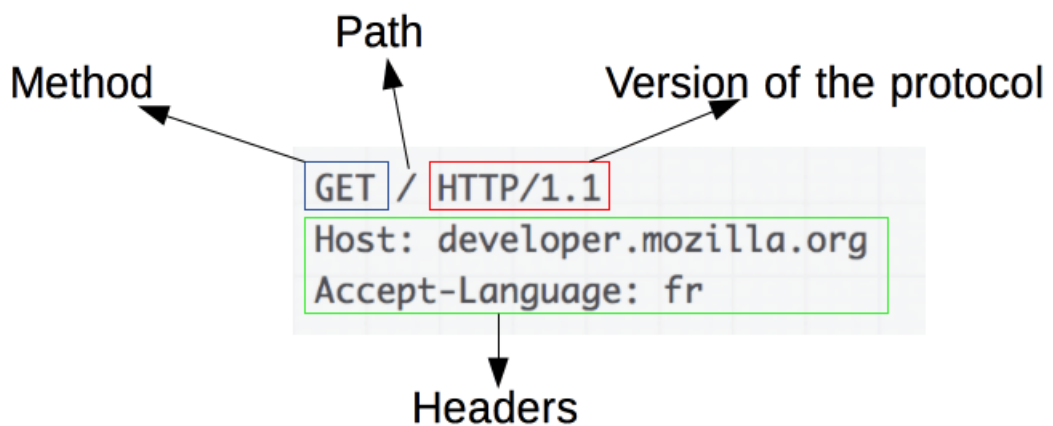 Path
Method
Version of the protocol
GET / HTTP/1.1
Host: developer.mozilla.org
Accept-Language: fr
Headers